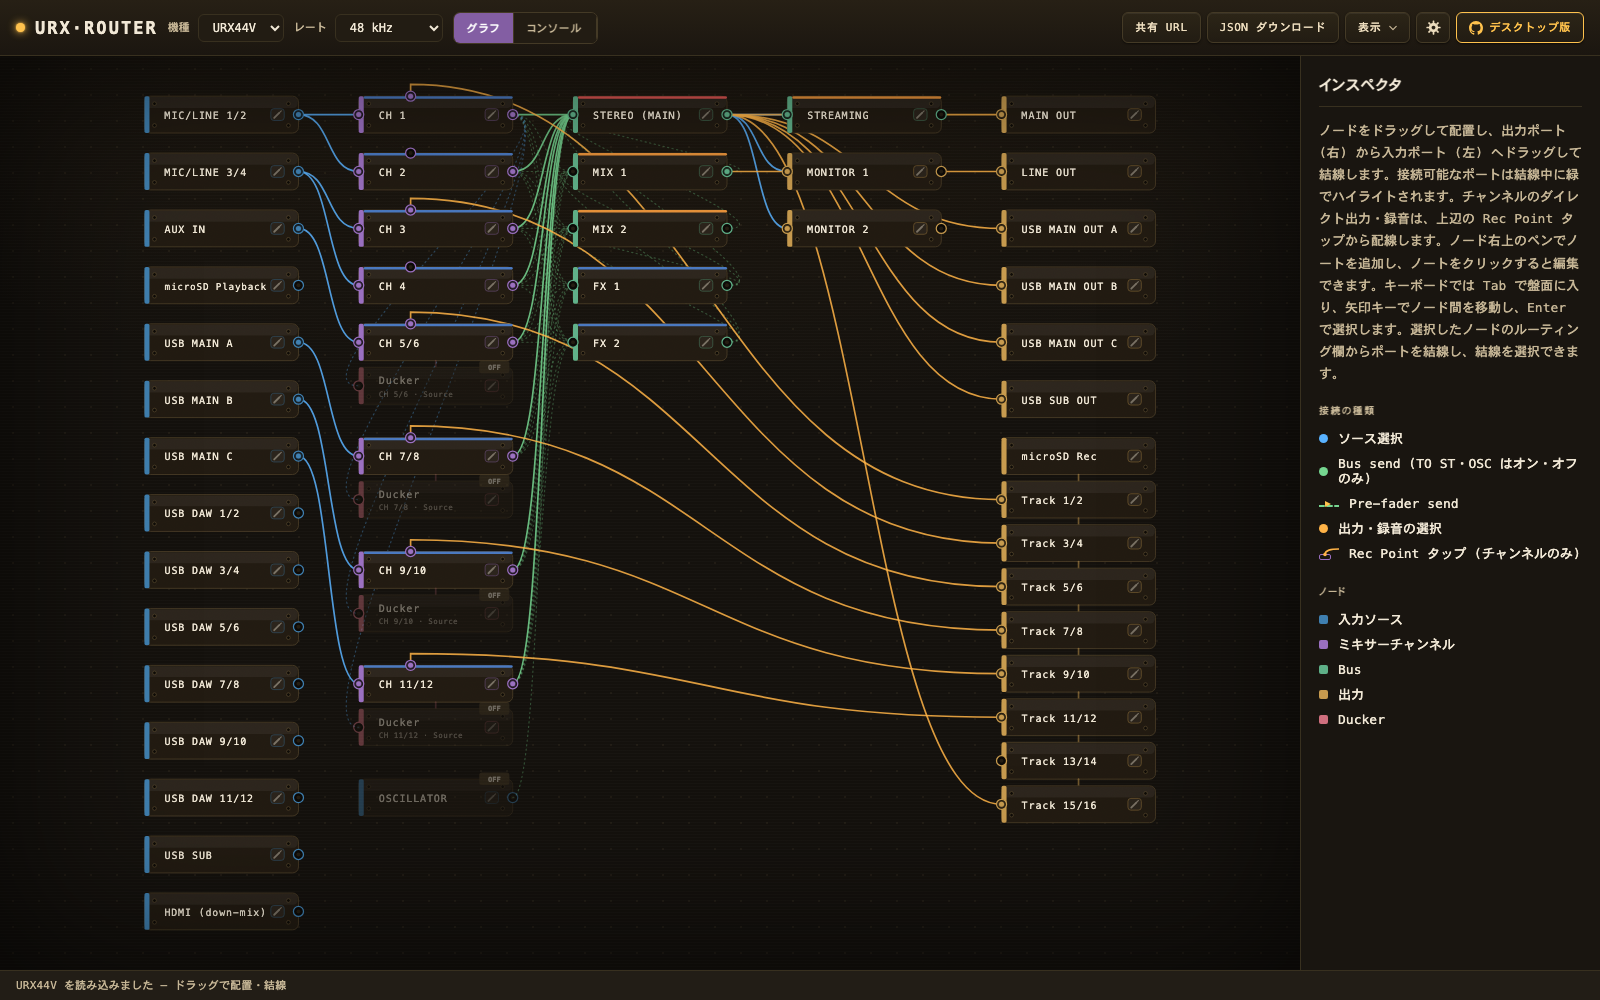 URX·ROUTER 機種 URX44V レート 48 kHz グラフ コンソール 共有 URL JSON ダウンロード 表示 デスクトップ版
MIC/LINE 1/2
MIC/LINE 3/4
AUX IN
microSD Playback
USB MAIN A
USB MAIN B
USB MAIN C
USB DAW 1/2
USB DAW 3/4
USB DAW 5/6
USB DAW 7/8
USB DAW 9/10
USB DAW 11/12
USB SUB
HDMI (down-mix)
CH 1
CH 2
CH 3
CH 4
CH 5/6
OFF
Ducker
CH 5/6 · Source
CH 7/8
OFF
Ducker
CH 7/8 · Source
CH 9/10
OFF
Ducker
CH 9/10 · Source
CH 11/12
OFF
Ducker
CH 11/12 · Source
OFF
OSCILLATOR
STEREO (MAIN)
MIX 1
MIX 2
FX 1
FX 2
STREAMING
MONITOR 1
MONITOR 2
MAIN OUT
LINE OUT
USB MAIN OUT A
USB MAIN OUT B
USB MAIN OUT C
USB SUB OUT
microSD Rec
Track 1/2
Track 3/4
Track 5/6
Track 7/8
Track 9/10
Track 11/12
Track 13/14
Track 15/16
インスペクタ
ノードをドラッグして配置し、出力ポート
（右）から入力ポート（左）へドラッグして
結線します。接続可能なポートは結線中に緑
でハイライトされます。チャンネルのダイレ
クト出力・録音は、上辺の Rec Point タ
ップから配線します。ノード右上のペンでノ
ートを追加し、ノートをクリックすると編集
できます。キーボードでは Tab で盤面に入
り、矢印キーでノード間を移動し、Enter
で選択します。選択したノードのルーティン
グ欄からポートを結線し、結線を選択できま
す。
接続の種類
ソース選択
Bus send (TO ST・OSC はオン・オフ
のみ)
Pre-fader send
出力・録音の選択
Rec Point タップ (チャンネルのみ)
ノード
入力ソース
ミキサーチャンネル
Bus
出力
Ducker
URX44V を読み込みました — ドラッグで配置・結線